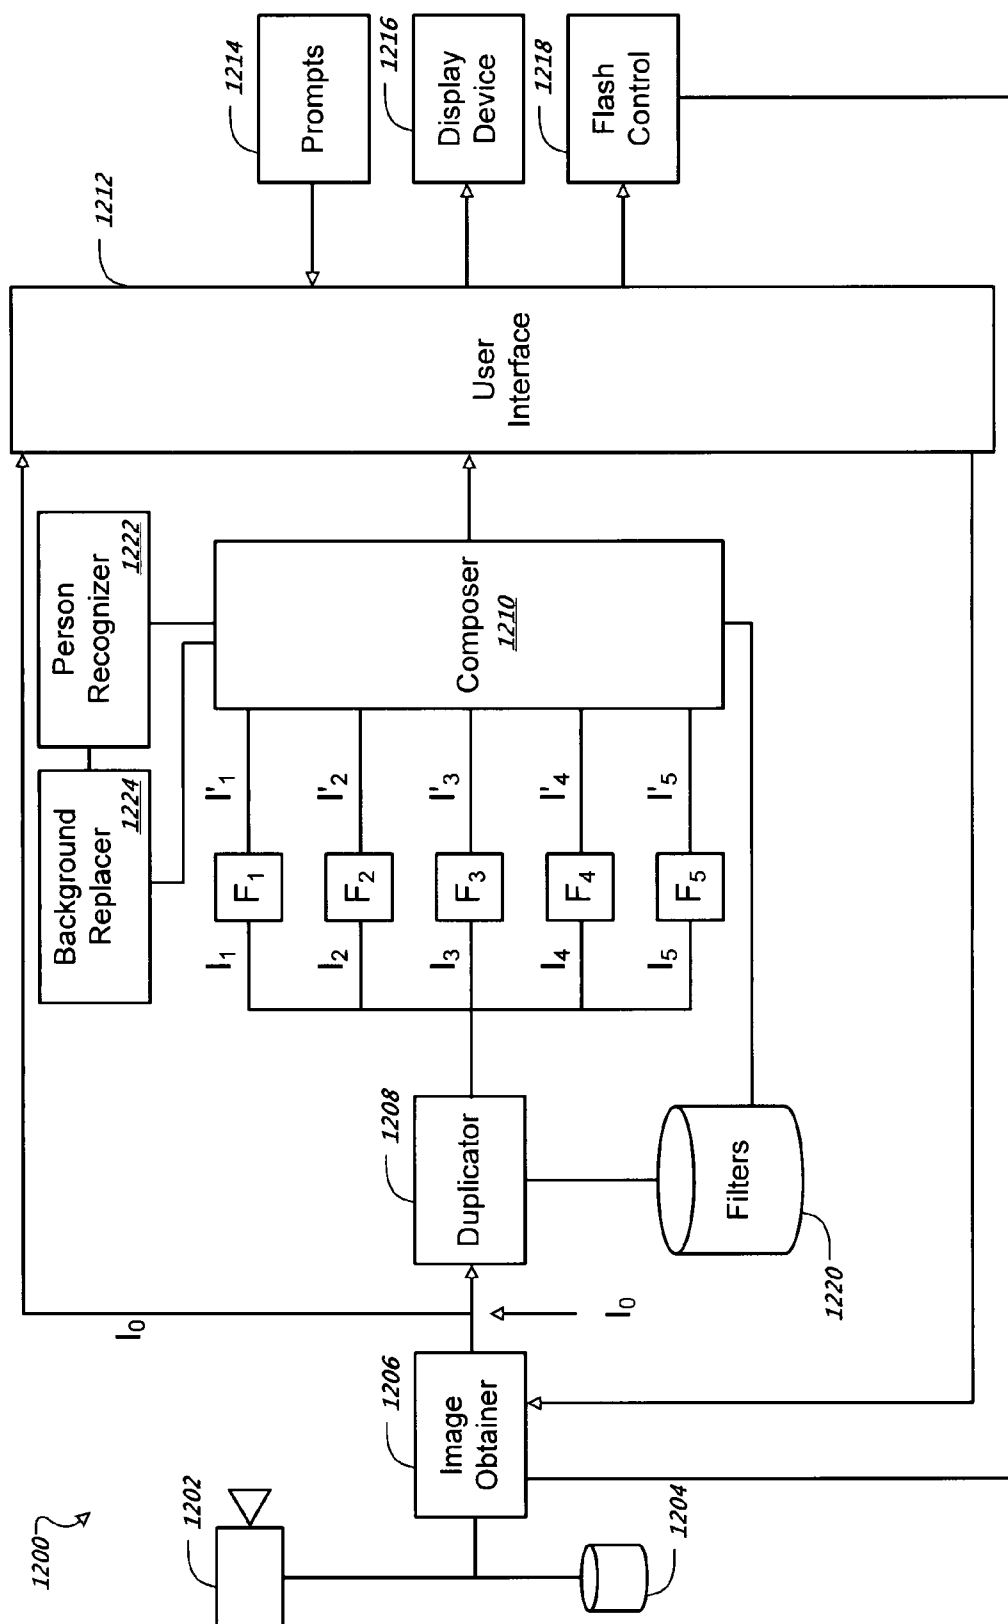 1200
1202
1204
Image
Obtainer
1206
I₀
I₀
Duplicator
1208
Filters
1220
I₁
I₂
I₃
I₄
I₅
F₁
F₂
F₃
F₄
F₅
I'₁
I'₂
I'₃
I'₄
I'₅
Background
Replacer
1224
Person
Recognizer
1222
Composer
1210
User
Interface
1212
Prompts
1214
Display
Device
1216
Flash
Control
1218